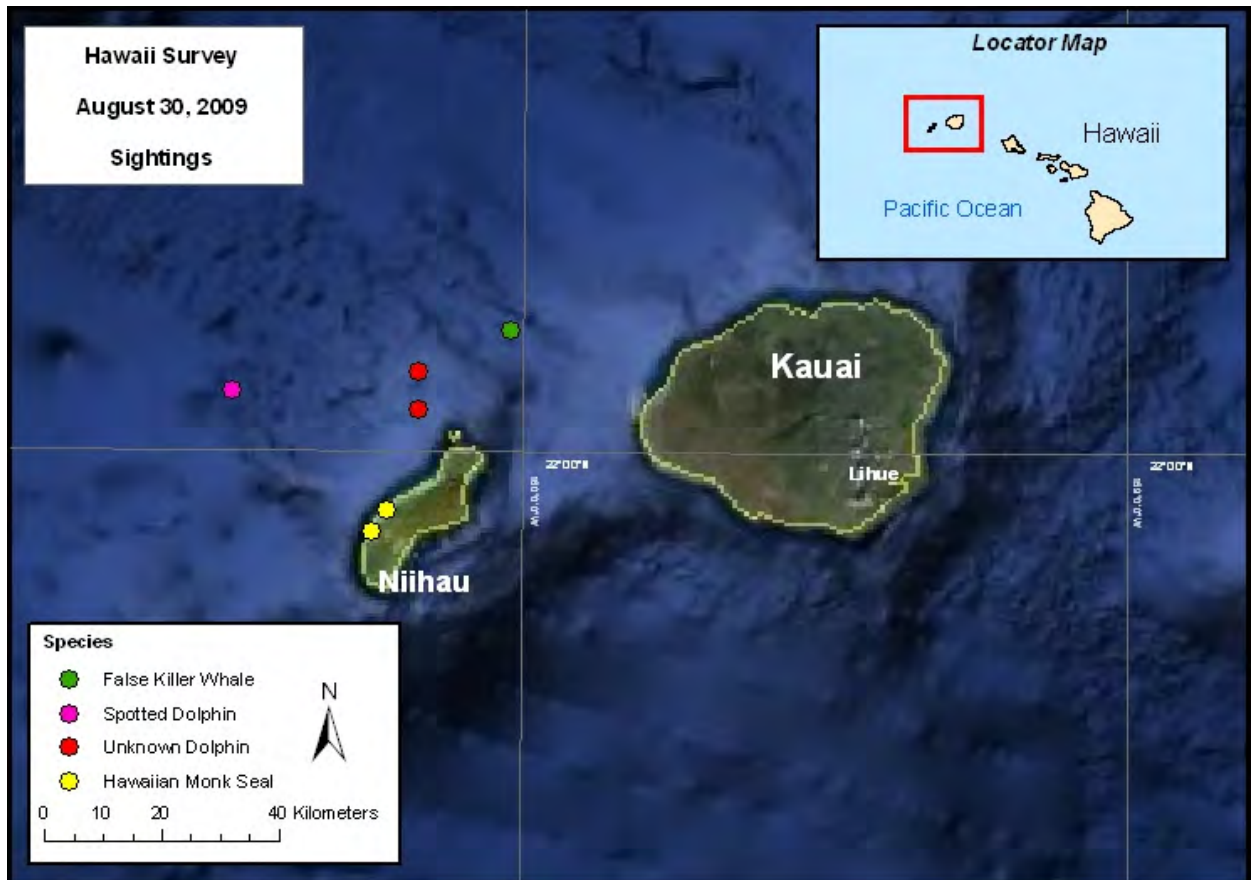 Hawaii Survey
August 30, 2009
Sightings
Locator Map
Hawaii
Pacific Ocean
Kauai
Lihue
22°0'0"N
22°0'0"N
Niihau
Species
False Killer Whale
Spotted Dolphin
Unknown Dolphin
Hawaiian Monk Seal
N
0 10 20 40 Kilometers